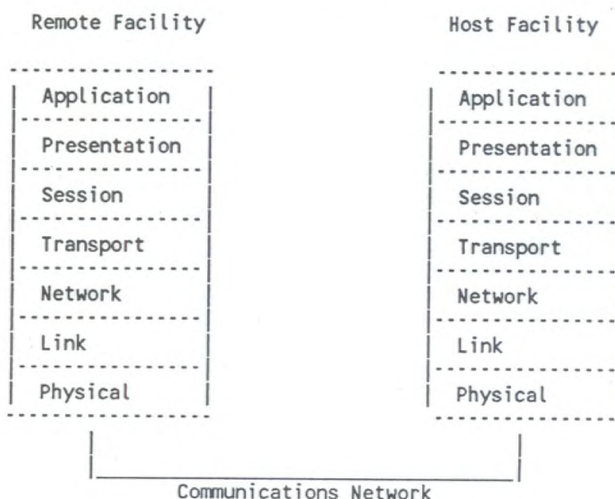 Remote Facility Host Facility
Application Application
Presentation Presentation
Session Session
Transport Transport
Network Network
Link Link
Physical Physical
Communications Network